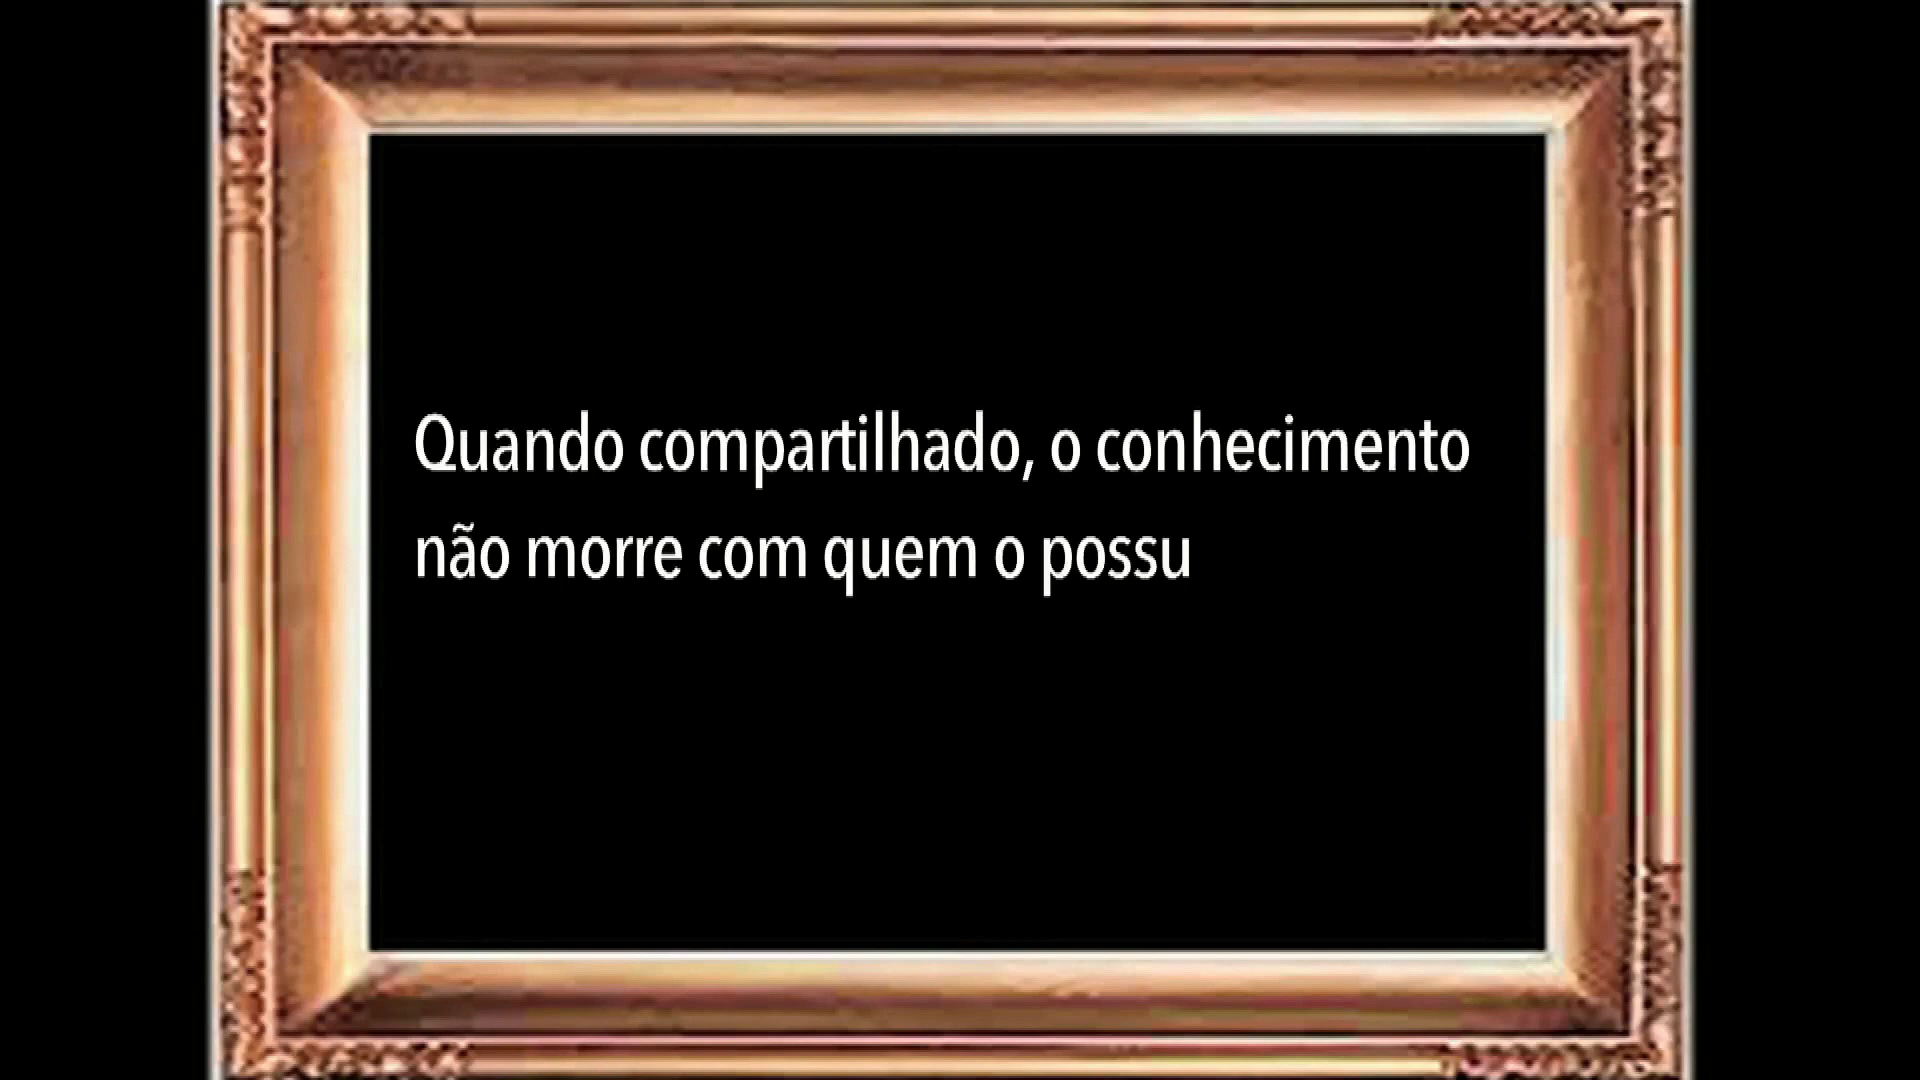 Quando compartilhado, o conhecimento
não morre com quem o possu